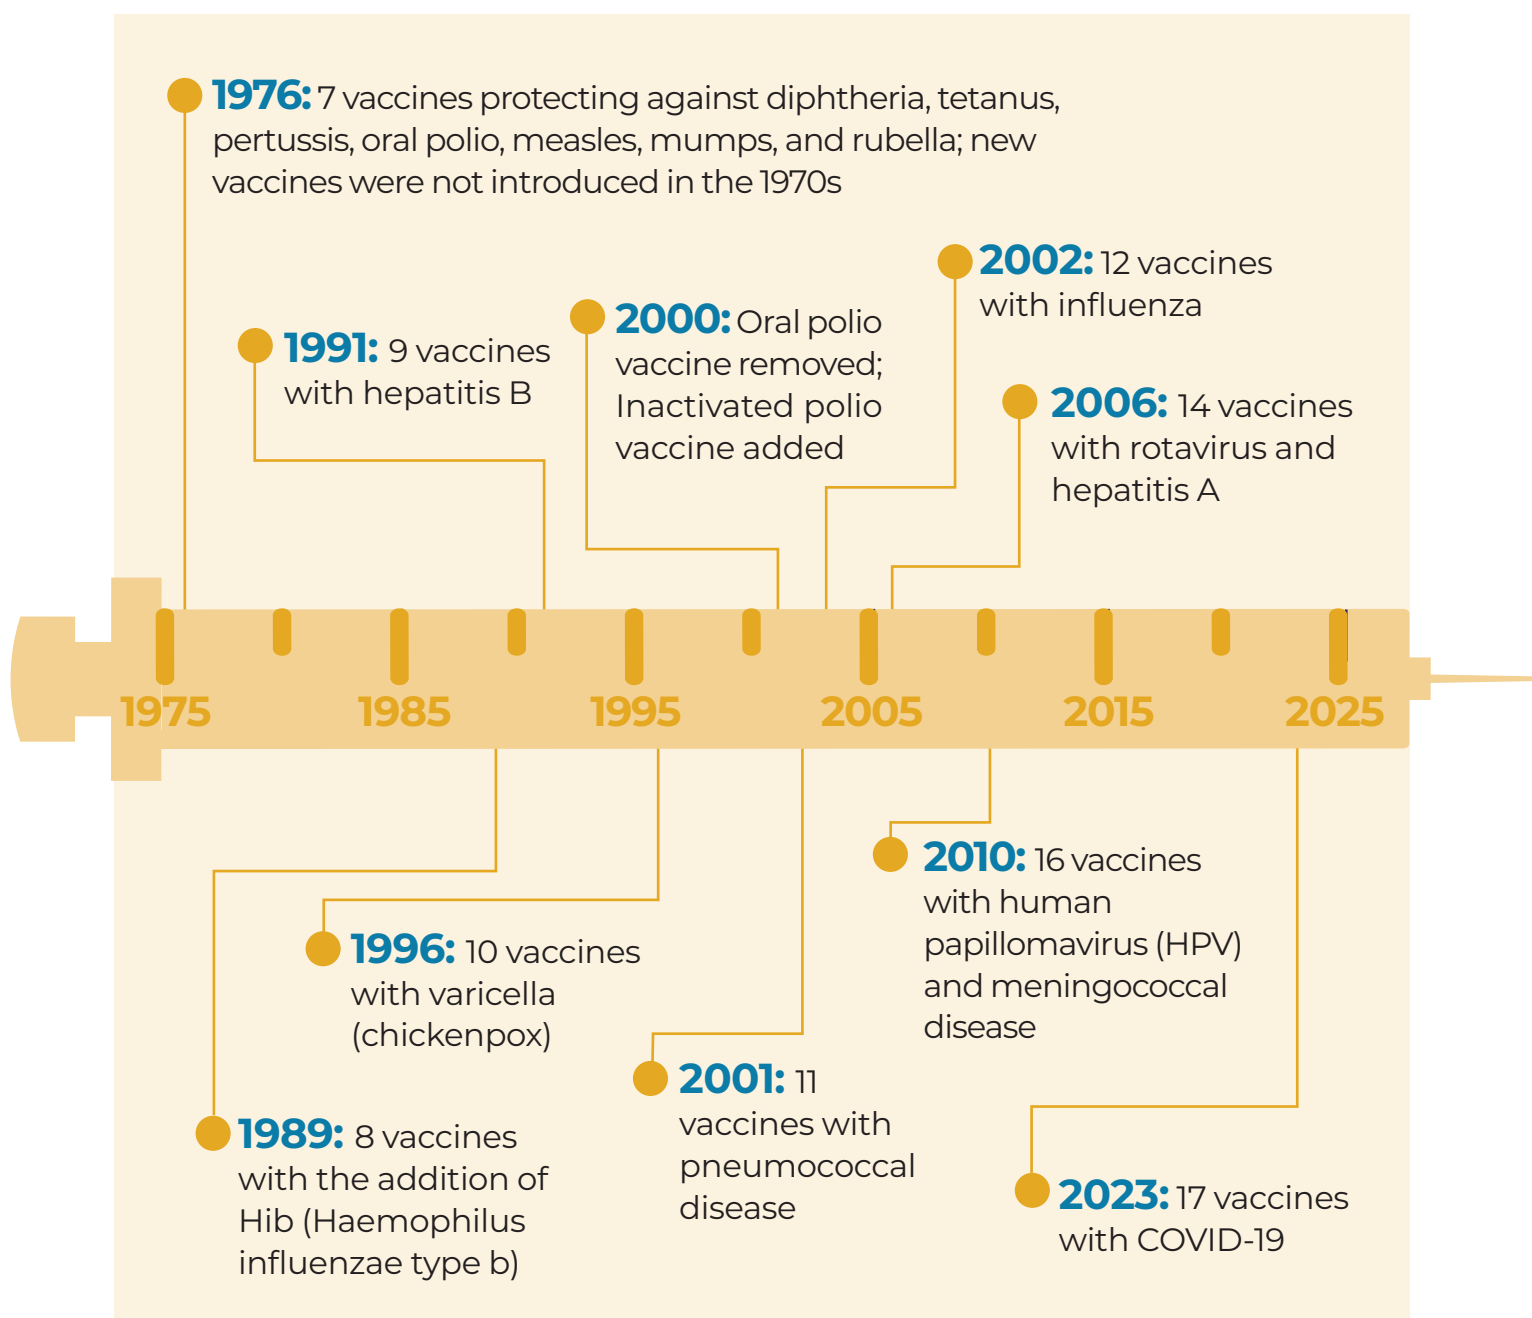 1976: 7 vaccines protecting against diphtheria, tetanus,
pertussis, oral polio, measles, mumps, and rubella; new
vaccines were not introduced in the 1970s
2002: 12 vaccines
with influenza
2000: Oral polio
vaccine removed;
Inactivated polio
vaccine added
1991: 9 vaccines
with hepatitis B
2006: 14 vaccines
with rotavirus and
hepatitis A
1975 1985 1995 2005 2015 2025
2010: 16 vaccines
with human
papillomavirus (HPV)
and meningococcal
disease
1996: 10 vaccines
with varicella
(chickenpox)
2001: 11
vaccines with
pneumococcal
disease
1989: 8 vaccines
with the addition of
Hib (Haemophilus
influenzae type b)
2023: 17 vaccines
with COVID-19